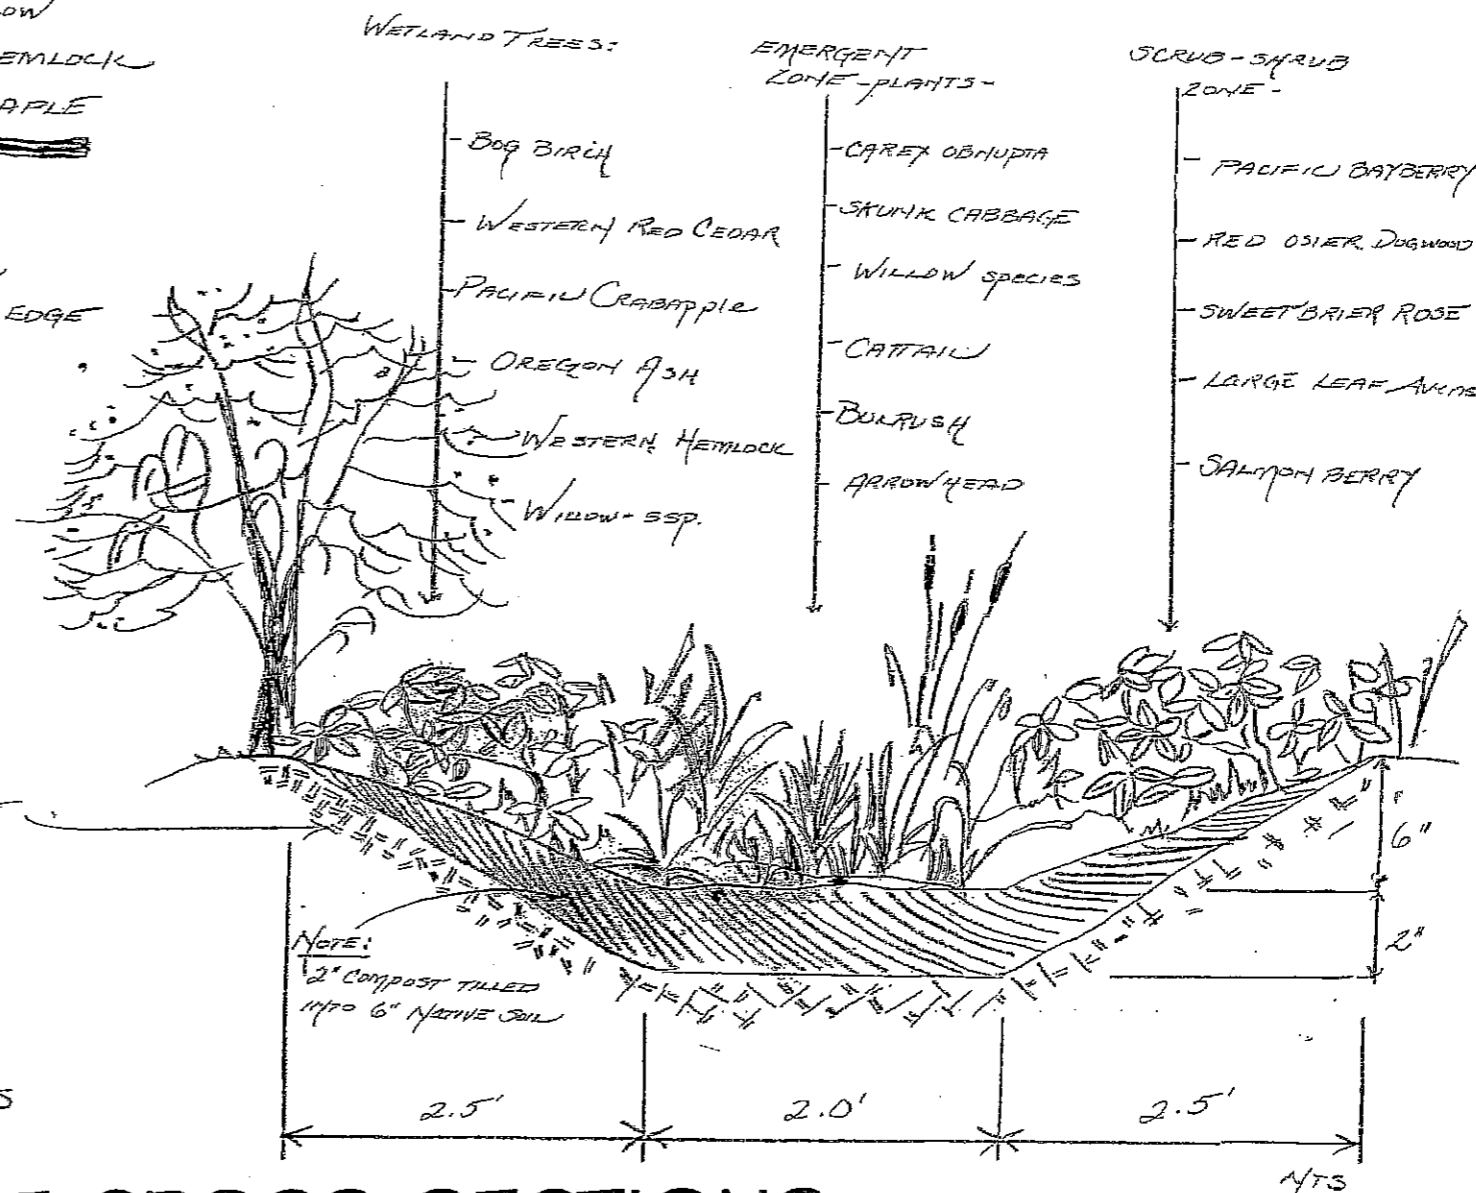 HEMLOCK
EDGE
WETLAND TREES:
BOG BIRCH
WESTERN RED CEDAR
PACIFIC CRABAPPLE
OREGON ASH
WESTERN HEMLOCK
WILLOW - SSP.
EMERGENT
ZONE - PLANTS -
CAREX OBNUPTA
SKUNK CABBAGE
WILLOW SPECIES
CATTAIL
BULRUSH
ARROWHEAD
SCRUB - SHRUB
ZONE -
PACIFIC BAYBERRY
RED OSIER DOGWOOD
SWEET BRIER ROSE
LARGE LEAF
SALMON BERRY
6"
2"
NOTE:
2" COMPOST TILLED
INTO 6" NATIVE SOIL
2.5'
2.0'
2.5'
NTS
CROSS SECTIONS